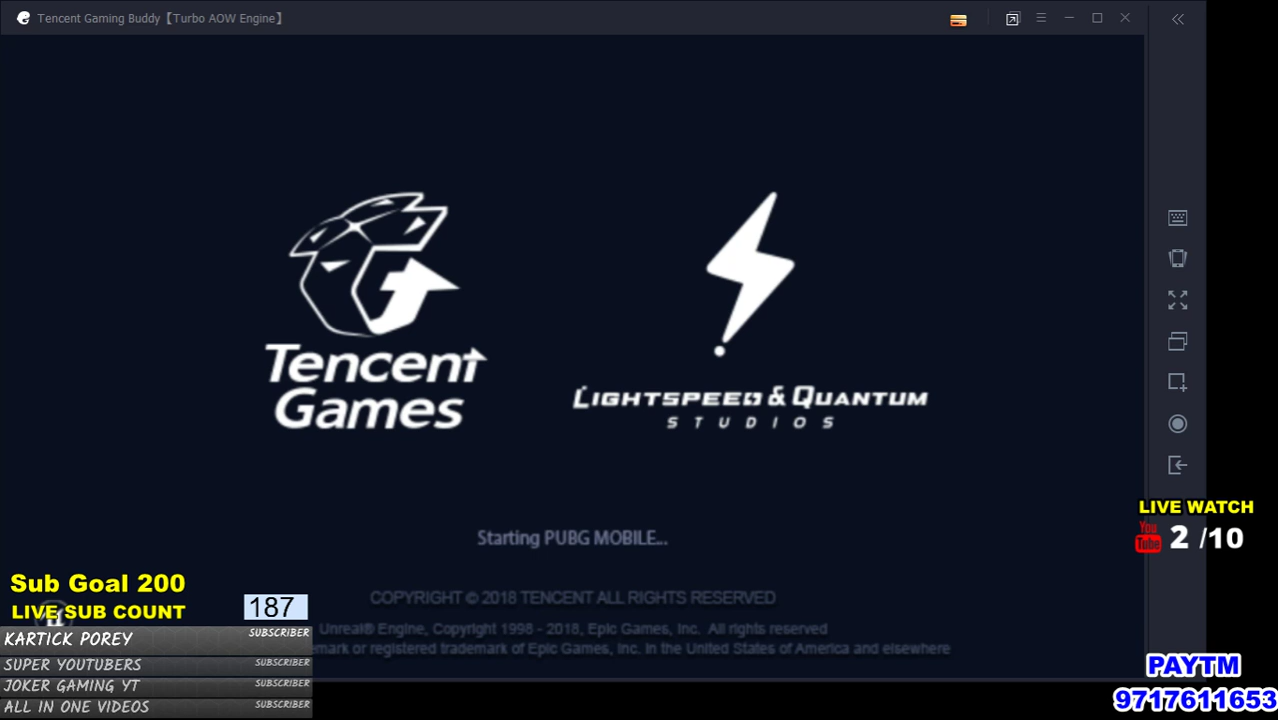 Tencent Gaming Buddy【Turbo AOW Engine】
Tencent
Games
LIGHTSPEED & QUANTUM
STUDIOS
Starting PUBG MOBILE...
LIVE WATCH
You
Tube
2 /10
Sub Goal 200
LIVE SUB COUNT
187
COPYRIGHT © 2018 TENCENT ALL RIGHTS RESERVED
Unreal® Engine, Copyright 1998 - 2018, Epic Games, Inc. All rights reserved
KARTICK POREY SUBSCRIBER
or registered trademark of Epic Games, Inc. in the United States of America and elsewhere
SUPER YOUTUBERS SUBSCRIBER
JOKER GAMING YT SUBSCRIBER
ALL IN ONE VIDEOS SUBSCRIBER
PAYTM
9717611653